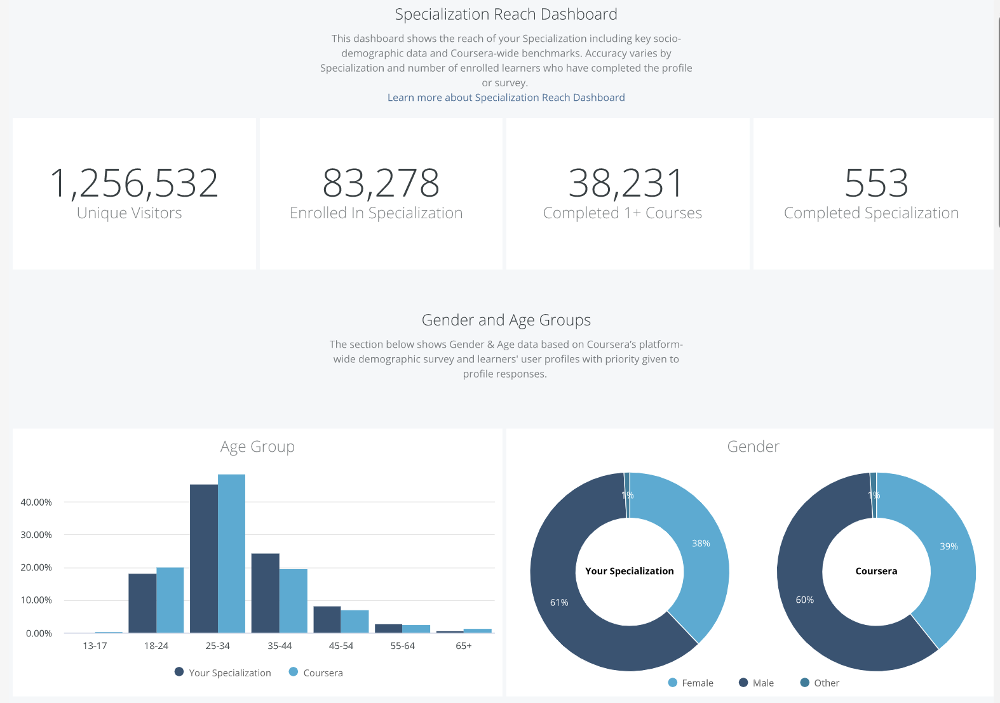 Specialization Reach Dashboard
This dashboard shows the reach of your Specialization including key socio-
demographic data and Coursera-wide benchmarks. Accuracy varies by
Specialization and number of enrolled learners who have completed the profile
or survey.
Learn more about Specialization Reach Dashboard
1,256,532
Unique Visitors
83,278
Enrolled In Specialization
38,231
Completed 1+ Courses
553
Completed Specialization
Gender and Age Groups
The section below shows Gender & Age data based on Coursera’s platform-
wide demographic survey and learners' user profiles with priority given to
profile responses.
Age Group
40.00%
30.00%
20.00%
10.00%
0.00%
13-17
18-24
25-34
35-44
45-54
55-64
65+
Your Specialization
Coursera
Gender
1%
38%
Your Specialization
61%
1%
39%
Coursera
60%
Female
Male
Other